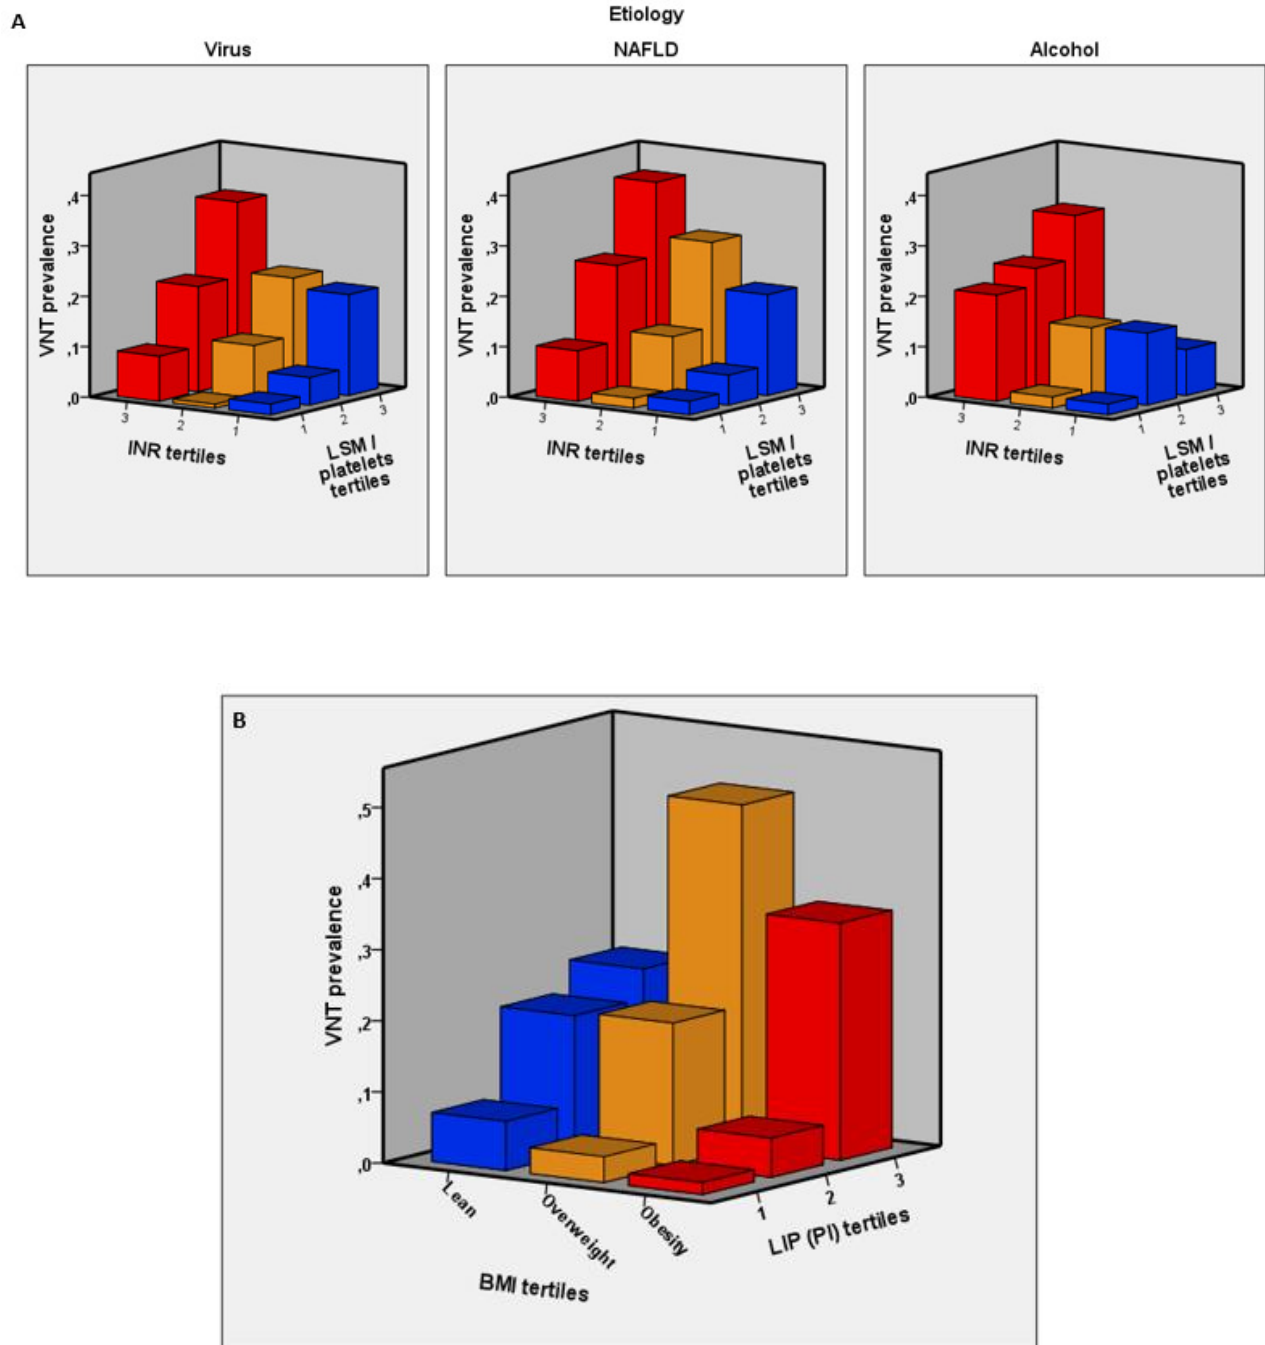 A
Etiology
Virus
NAFLD
Alcohol
VNT prevalence
,4
,3
,2
,1
,0
3
2
1
INR tertiles
1
2
3
LSM /
platelets
tertiles
VNT prevalence
,4
,3
,2
,1
,0
3
2
1
INR tertiles
1
2
3
LSM /
platelets
tertiles
VNT prevalence
,4
,3
,2
,1
,0
3
2
1
INR tertiles
1
2
3
LSM /
platelets
tertiles
B
VNT prevalence
,5
,4
,3
,2
,1
,0
Lean
Overweight
Obesity
BMI tertiles
1
2
3
LIP (PI) tertiles